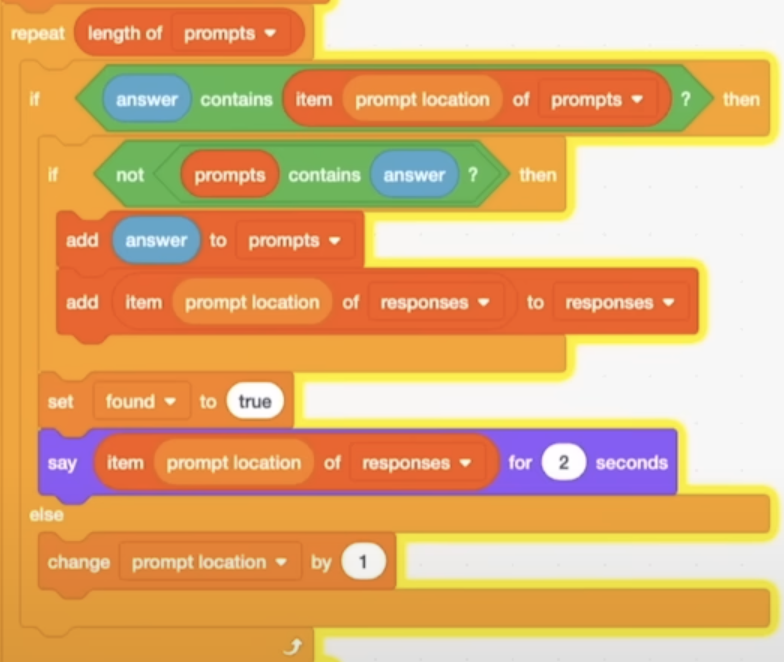 repeat length of prompts
if answer contains item prompt location of prompts ? then
if not prompts contains answer ? then
add answer to prompts
add item prompt location of responses to responses
set found to true
say item prompt location of responses for 2 seconds
else
change prompt location by 1